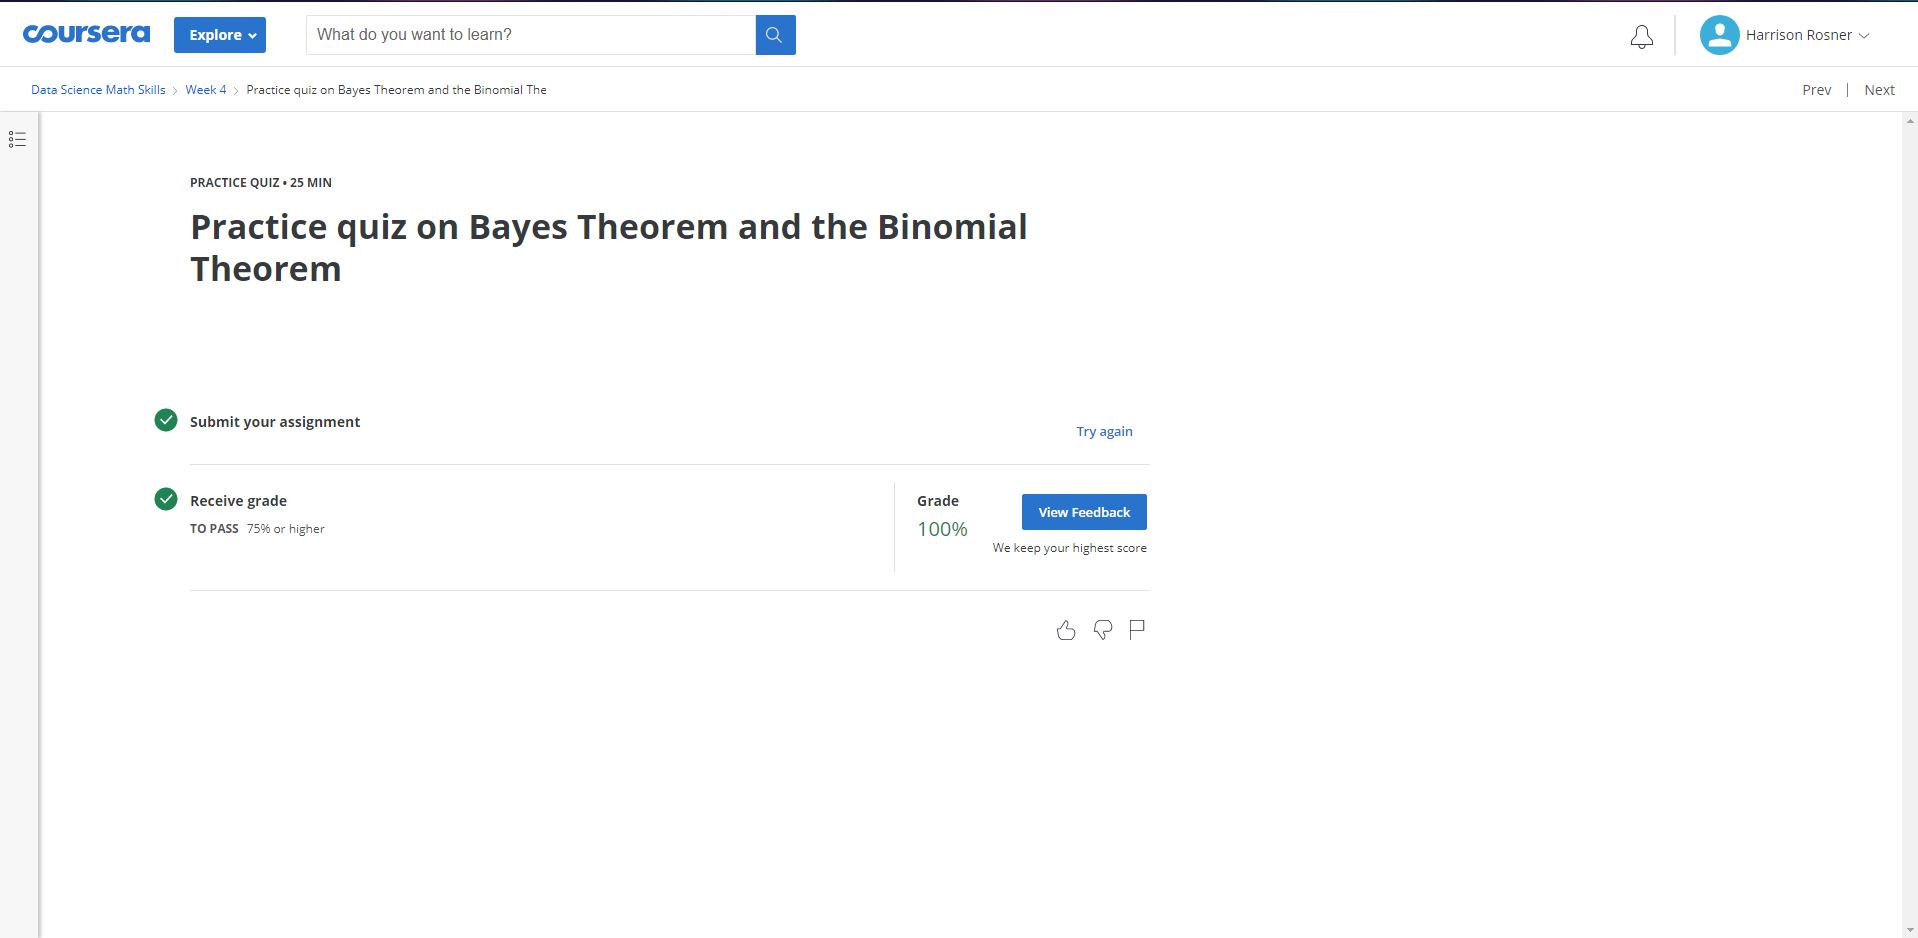 coursera
Explore
What do you want to learn?
Harrison Rosner
Data Science Math Skills > Week 4 > Practice quiz on Bayes Theorem and the Binomial The
Prev | Next
PRACTICE QUIZ • 25 MIN
Practice quiz on Bayes Theorem and the Binomial
Theorem
Submit your assignment
Try again
Receive grade
TO PASS 75% or higher
Grade
100%
View Feedback
We keep your highest score